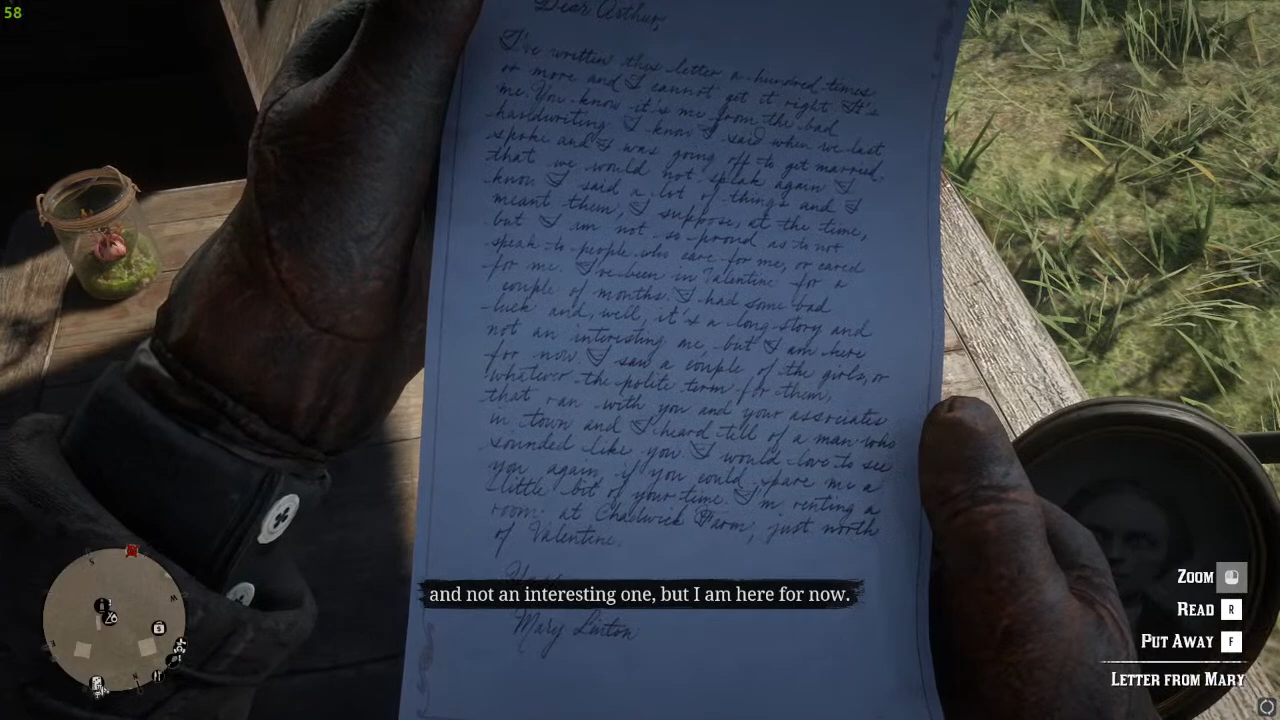 58
Dear Arthur,
I've written this letter a hundred times
or more and I cannot get it right. It's
me. You know it's me from the bad
handwriting. I know I said when we last
spoke and I was going off to get married,
that we would not speak again. I
know I said a lot of things and I
meant them, I suppose, at the time,
but I am not so proud as to not
speak to people who care for me, or cared
for me. I've been in Valentine for a
couple of months. I had some bad
luck and, well, it's a long story and
not an interesting one, but I am here
for now. I saw a couple of the girls, or
whatever the polite term for them,
that ran with you and your associates
in town and I heard tell of a man who
sounded like you. I would love to see
you again, if you could spare me a
little bit of your time. I'm renting a
room at Chadwick Farm, just north
of Valentine.
and not an interesting one, but I am here for now.
Mary Linton
ZOOM
READ R
PUT AWAY F
LETTER FROM MARY